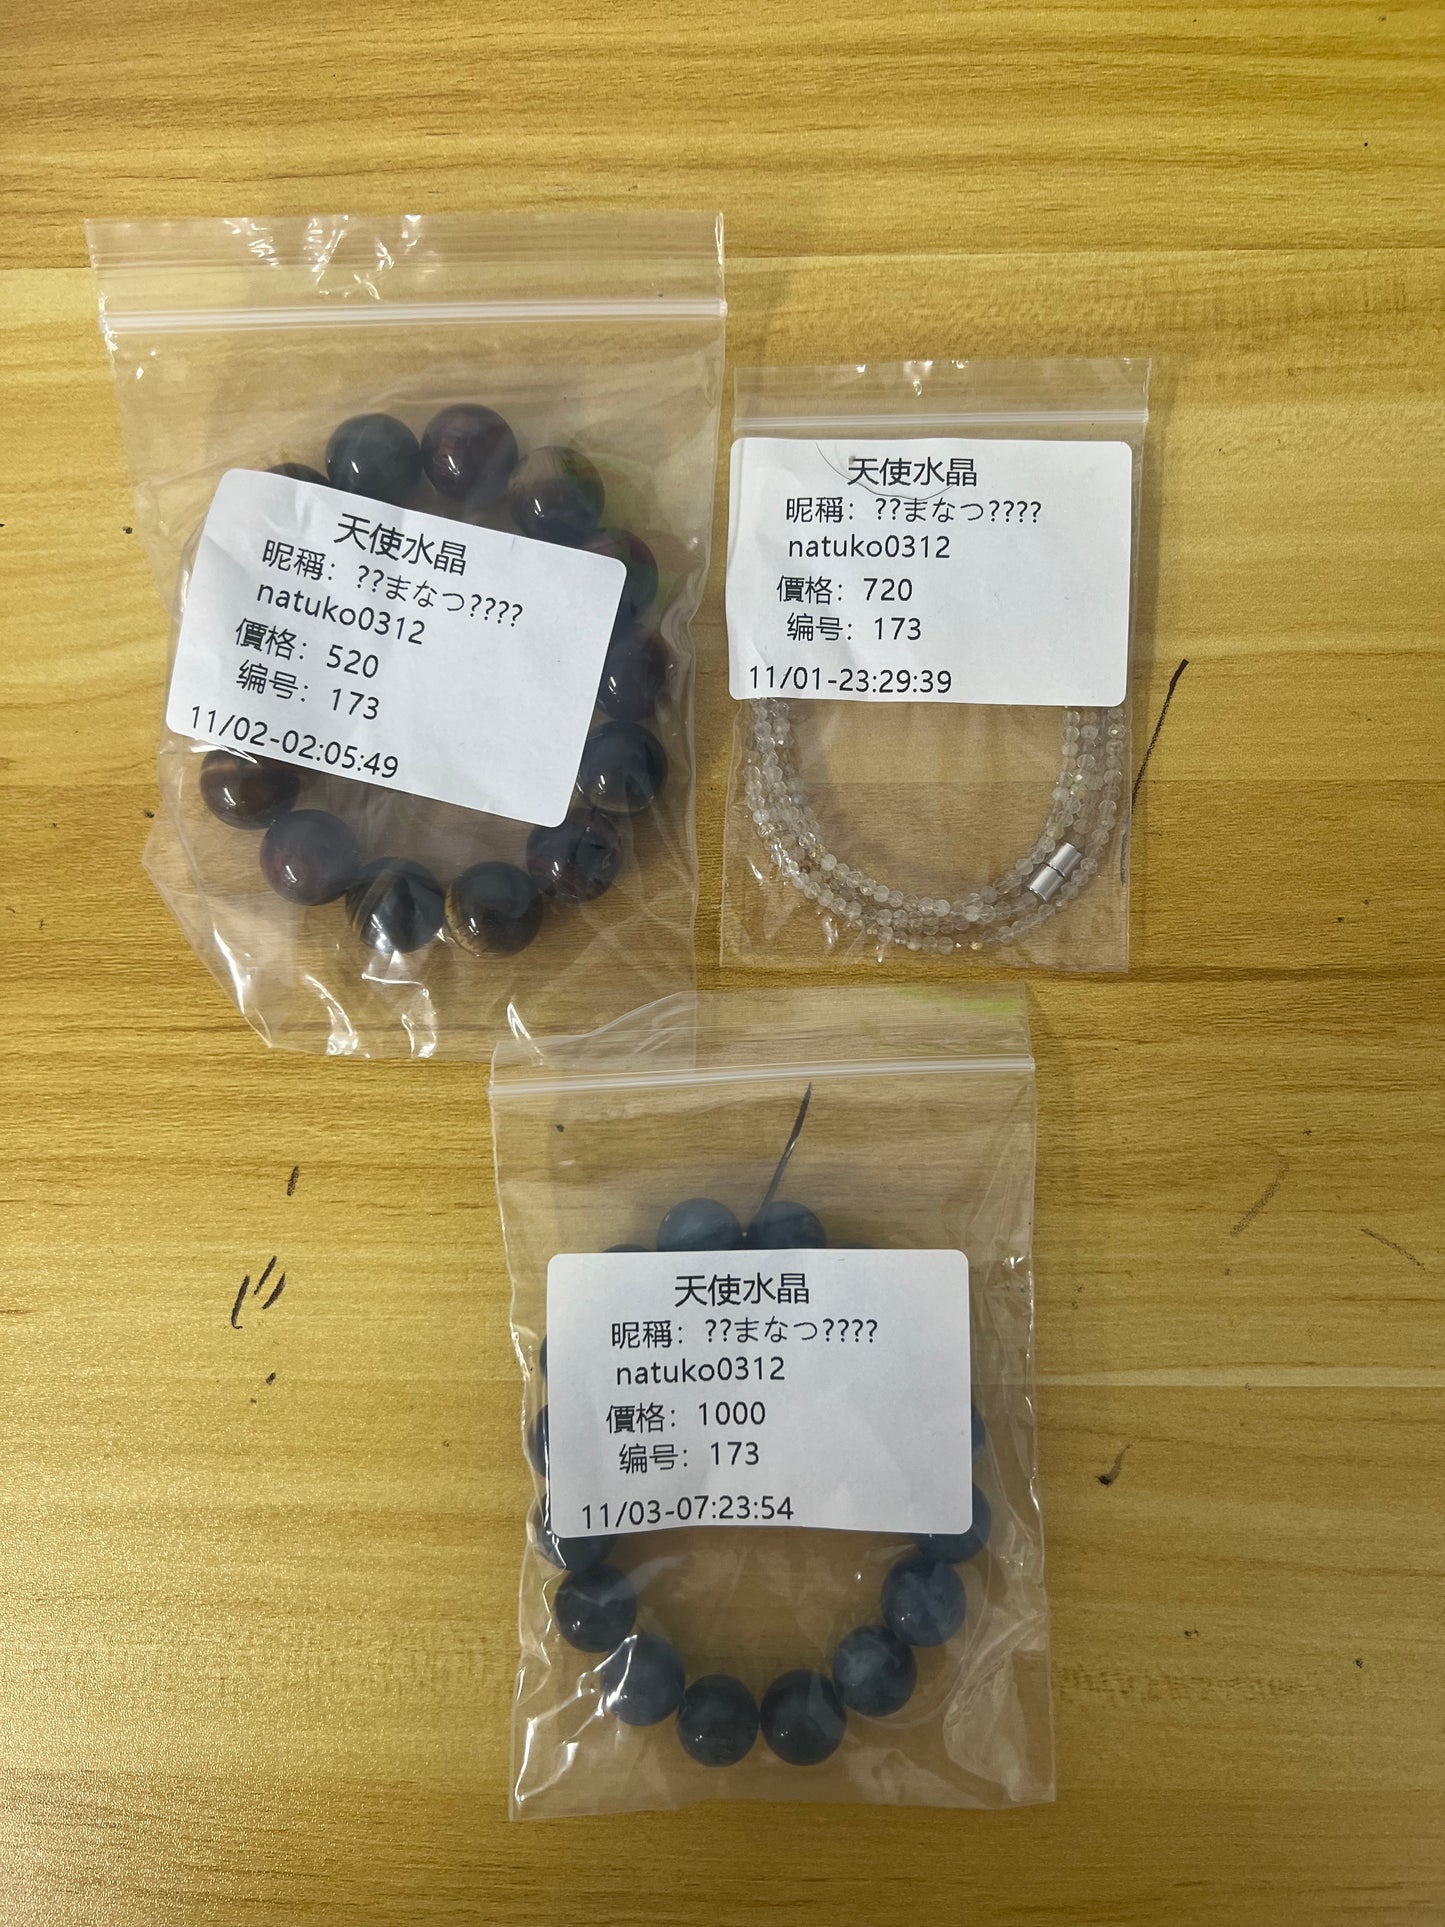 天使水晶
昵稱：??まなつ????
natuko0312
價格：520
编号：173
11/02-02:05:49
天使水晶
昵稱：??まなつ????
natuko0312
價格：720
编号：173
11/01-23:29:39
天使水晶
昵稱：??まなつ????
natuko0312
價格：1000
编号：173
11/03-07:23:54